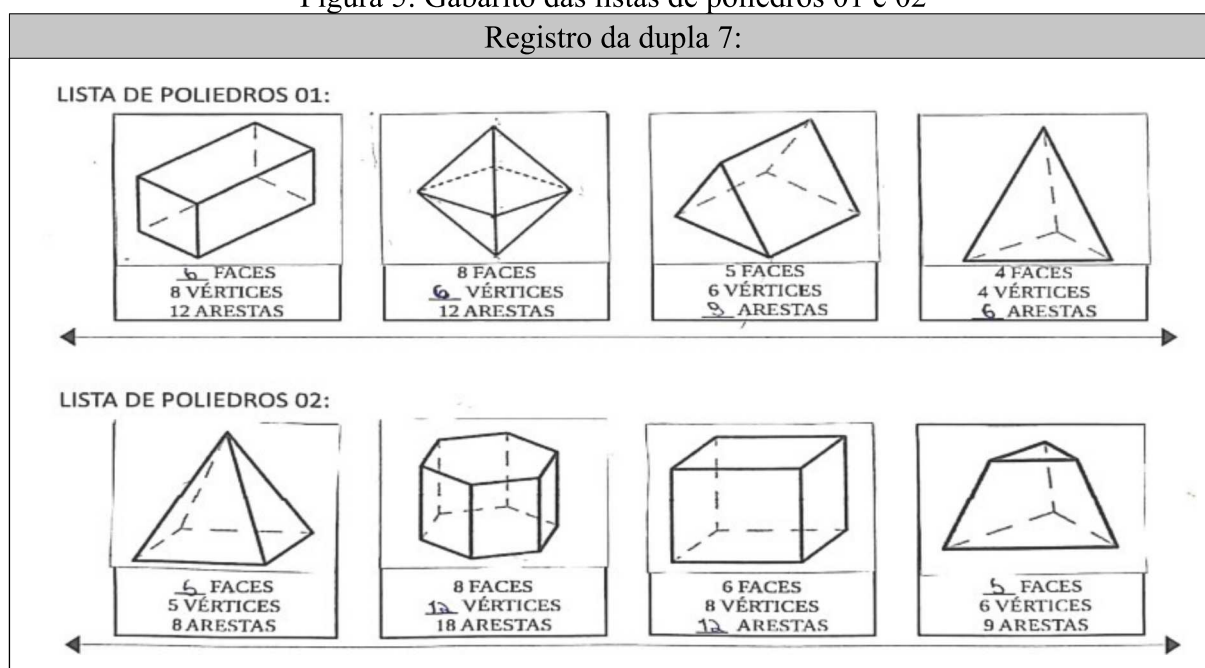 Figura 5: Gabarito das listas de poliedros 01 e 02
Registro da dupla 7:
LISTA DE POLIEDROS 01:
6 FACES
8 VÉRTICES
12 ARESTAS
8 FACES
6 VÉRTICES
12 ARESTAS
5 FACES
6 VÉRTICES
9 ARESTAS
4 FACES
4 VÉRTICES
6 ARESTAS
LISTA DE POLIEDROS 02:
5 FACES
5 VÉRTICES
8 ARESTAS
8 FACES
12 VÉRTICES
18 ARESTAS
6 FACES
8 VÉRTICES
12 ARESTAS
5 FACES
6 VÉRTICES
9 ARESTAS